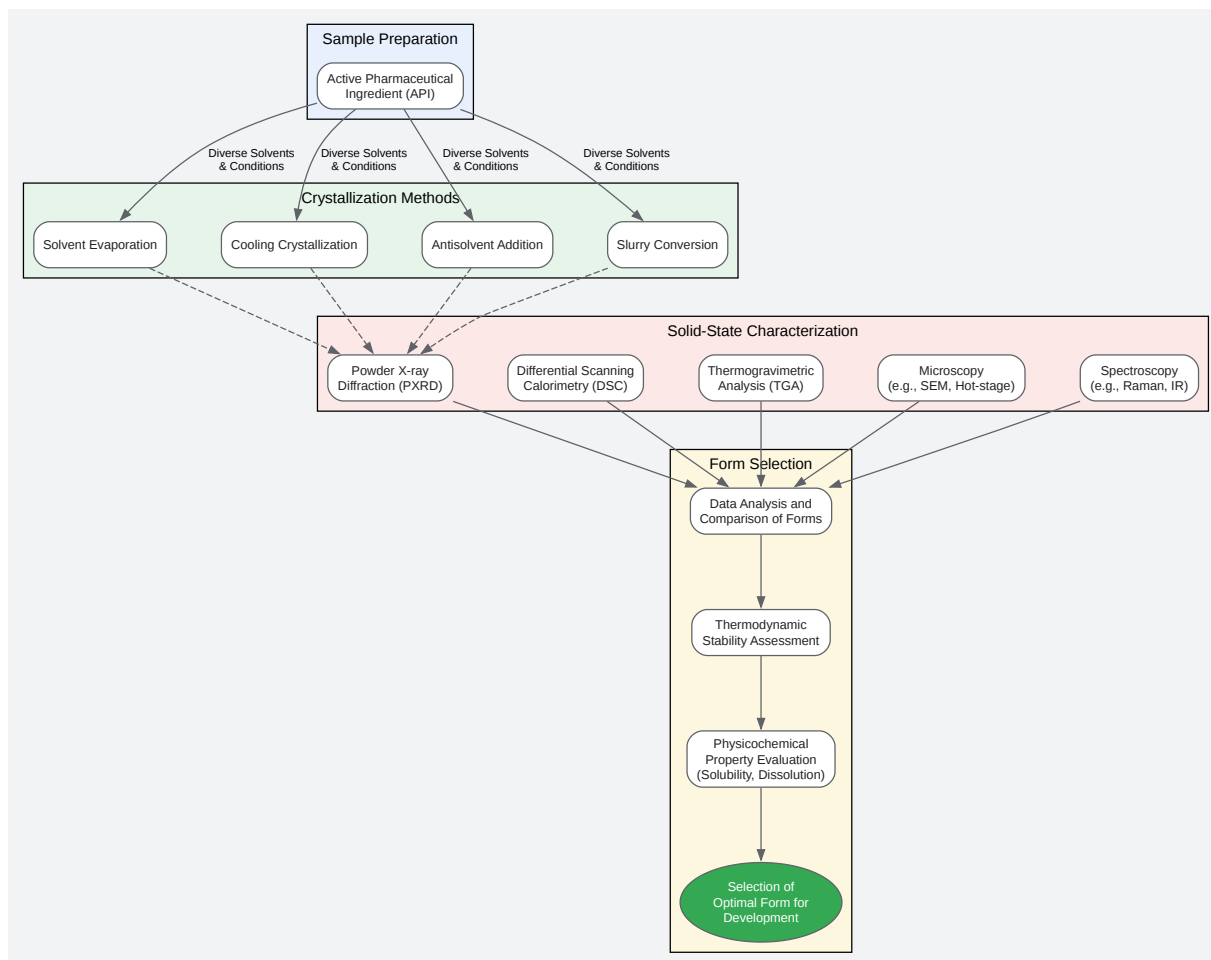 Sample Preparation
Active Pharmaceutical
Ingredient (API)
Diverse Solvents
& Conditions
Diverse Solvents
& Conditions
Diverse Solvents
& Conditions
Diverse Solvents
& Conditions
Crystallization Methods
Solvent Evaporation
Cooling Crystallization
Antisolvent Addition
Slurry Conversion
Solid-State Characterization
Powder X-ray
Diffraction (PXRD)
Differential Scanning
Calorimetry (DSC)
Thermogravimetric
Analysis (TGA)
Microscopy
(e.g., SEM, Hot-stage)
Spectroscopy
(e.g., Raman, IR)
Form Selection
Data Analysis and
Comparison of Forms
Thermodynamic
Stability Assessment
Physicochemical
Property Evaluation
(Solubility, Dissolution)
Selection of
Optimal Form for
Development